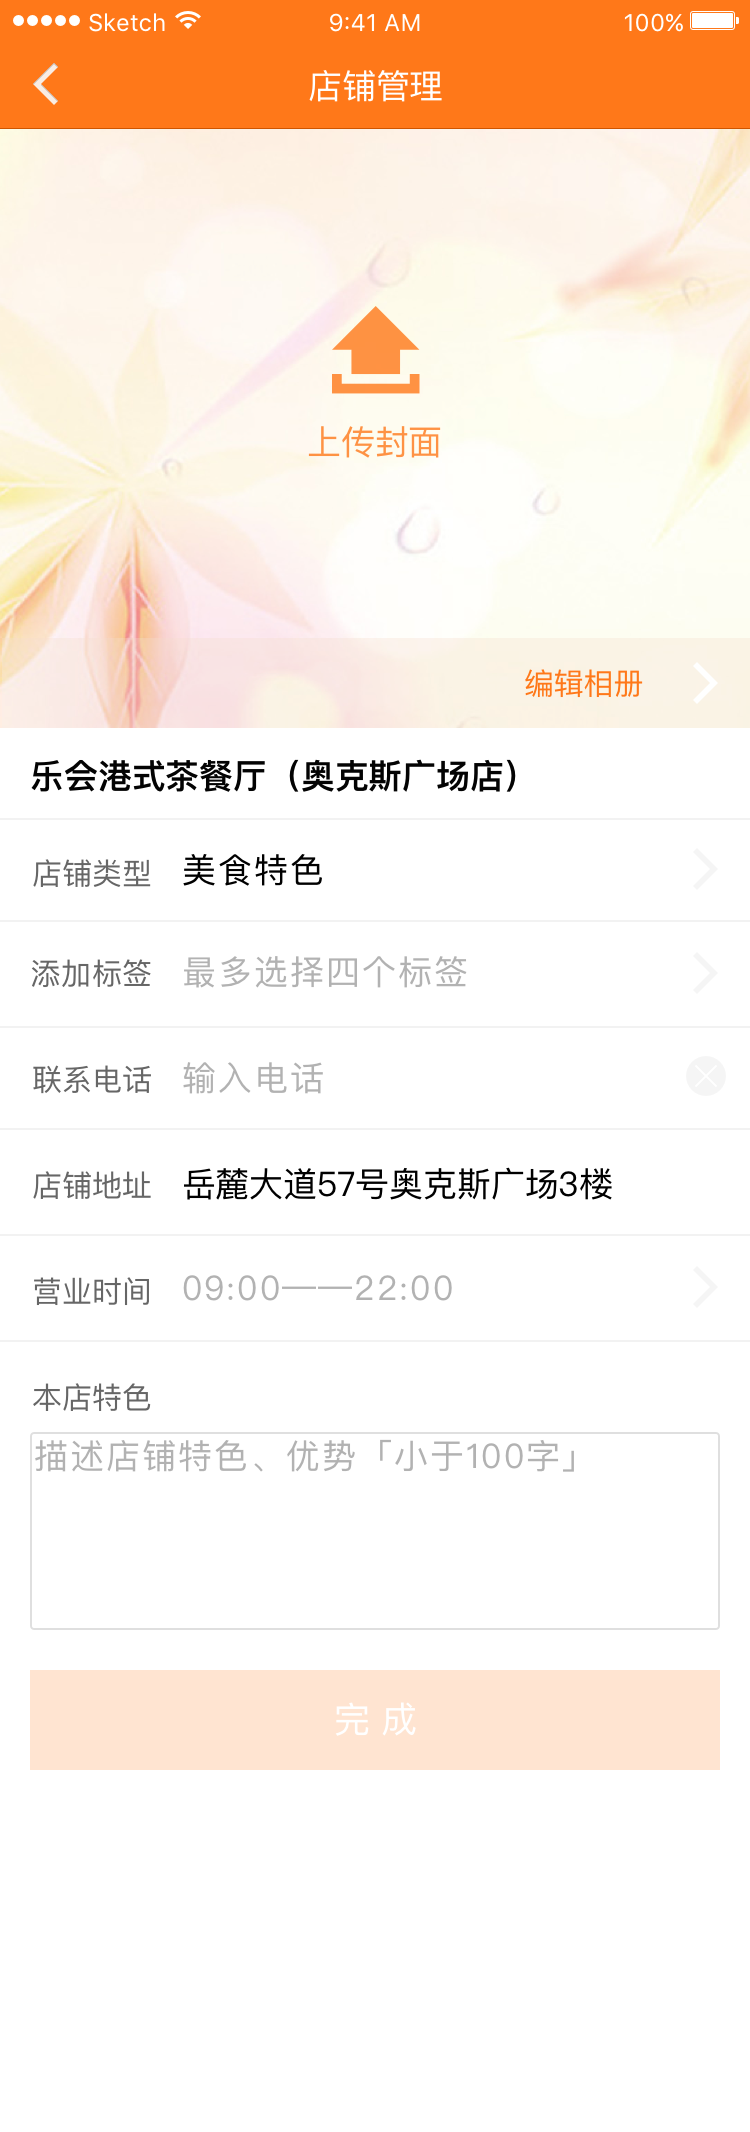 Sketch 9:41 AM 100%
店铺管理
上传封面
编辑相册
乐会港式茶餐厅（奥克斯广场店）
店铺类型 美食特色
添加标签 最多选择四个标签
联系电话 输入电话
店铺地址 岳麓大道57号奥克斯广场3楼
营业时间 09:00——22:00
本店特色
描述店铺特色、优势「小于100字」
完 成